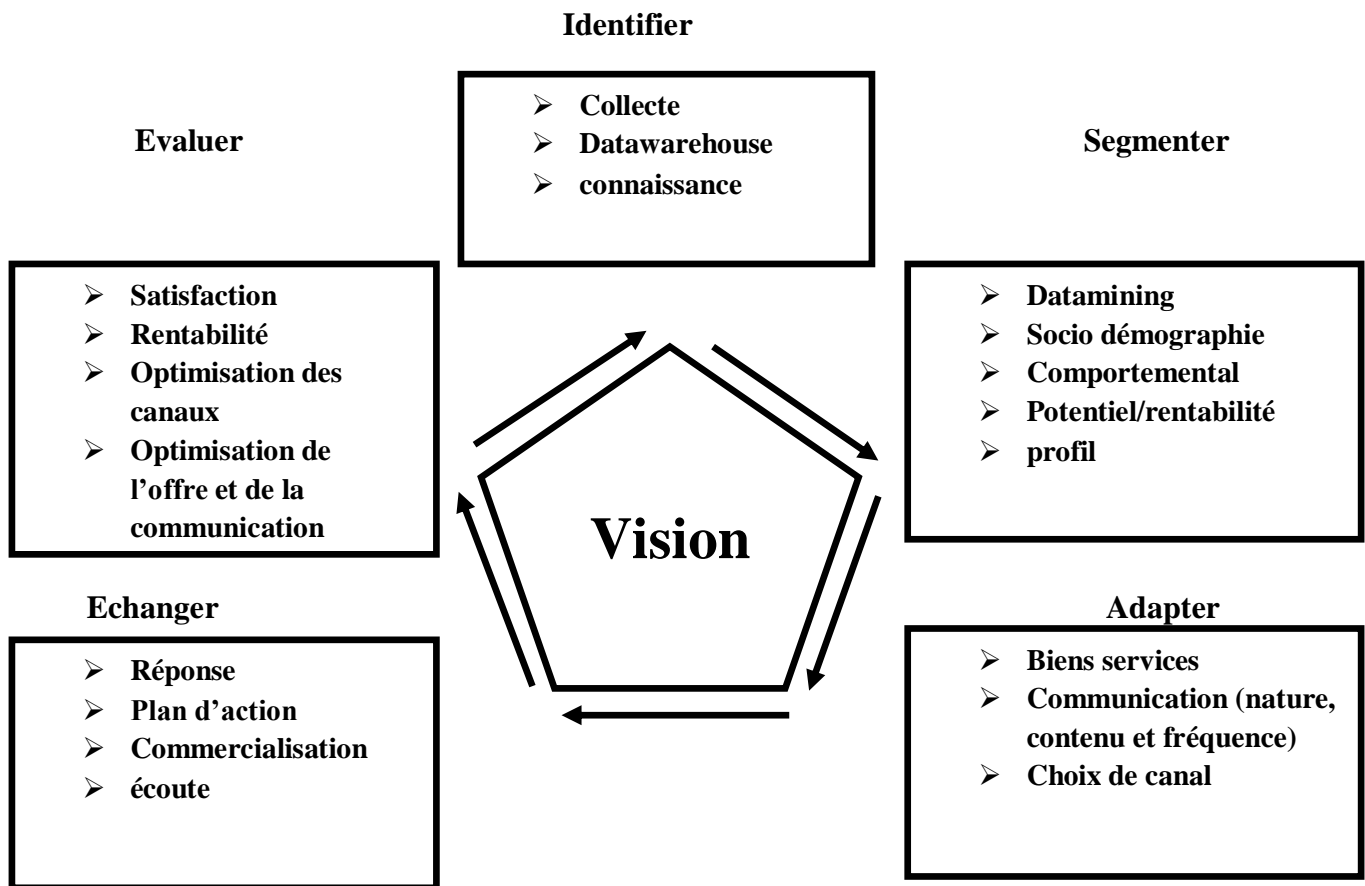 Identifier
➢ Collecte
➢ Datawarehouse
➢ connaissance
Evaluer
➢ Satisfaction
➢ Rentabilité
➢ Optimisation des
canaux
➢ Optimisation de
l’offre et de la
communication
Segmenter
➢ Datamining
➢ Socio démographie
➢ Comportemental
➢ Potentiel/rentabilité
➢ profil
Vision
Echanger
➢ Réponse
➢ Plan d’action
➢ Commercialisation
➢ écoute
Adapter
➢ Biens services
➢ Communication (nature,
contenu et fréquence)
➢ Choix de canal